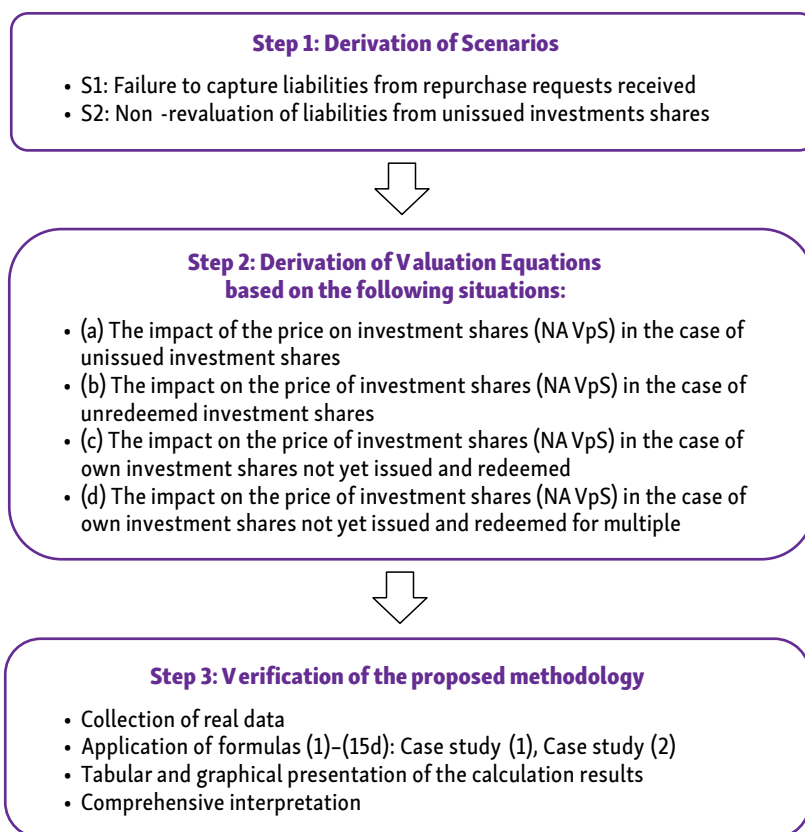 Step 1: Derivation of Scenarios
• S1: Failure to capture liabilities from repurchase requests received
• S2: Non -revaluation of liabilities from unissued investments shares
Step 2: Derivation of V aluation Equations
based on the following situations:
• (a) The impact of the price on investment shares (NA VpS) in the case of
unissued investment shares
• (b) The impact on the price of investment shares (NA VpS) in the case of
unredeemed investment shares
• (c) The impact on the price of investment shares (NA VpS) in the case of
own investment shares not yet issued and redeemed
• (d) The impact on the price of investment shares (NA VpS) in the case of
own investment shares not yet issued and redeemed for multiple
Step 3: V erification of the proposed methodology
• Collection of real data
• Application of formulas (1)–(15d): Case study (1), Case study (2)
• Tabular and graphical presentation of the calculation results
• Comprehensive interpretation